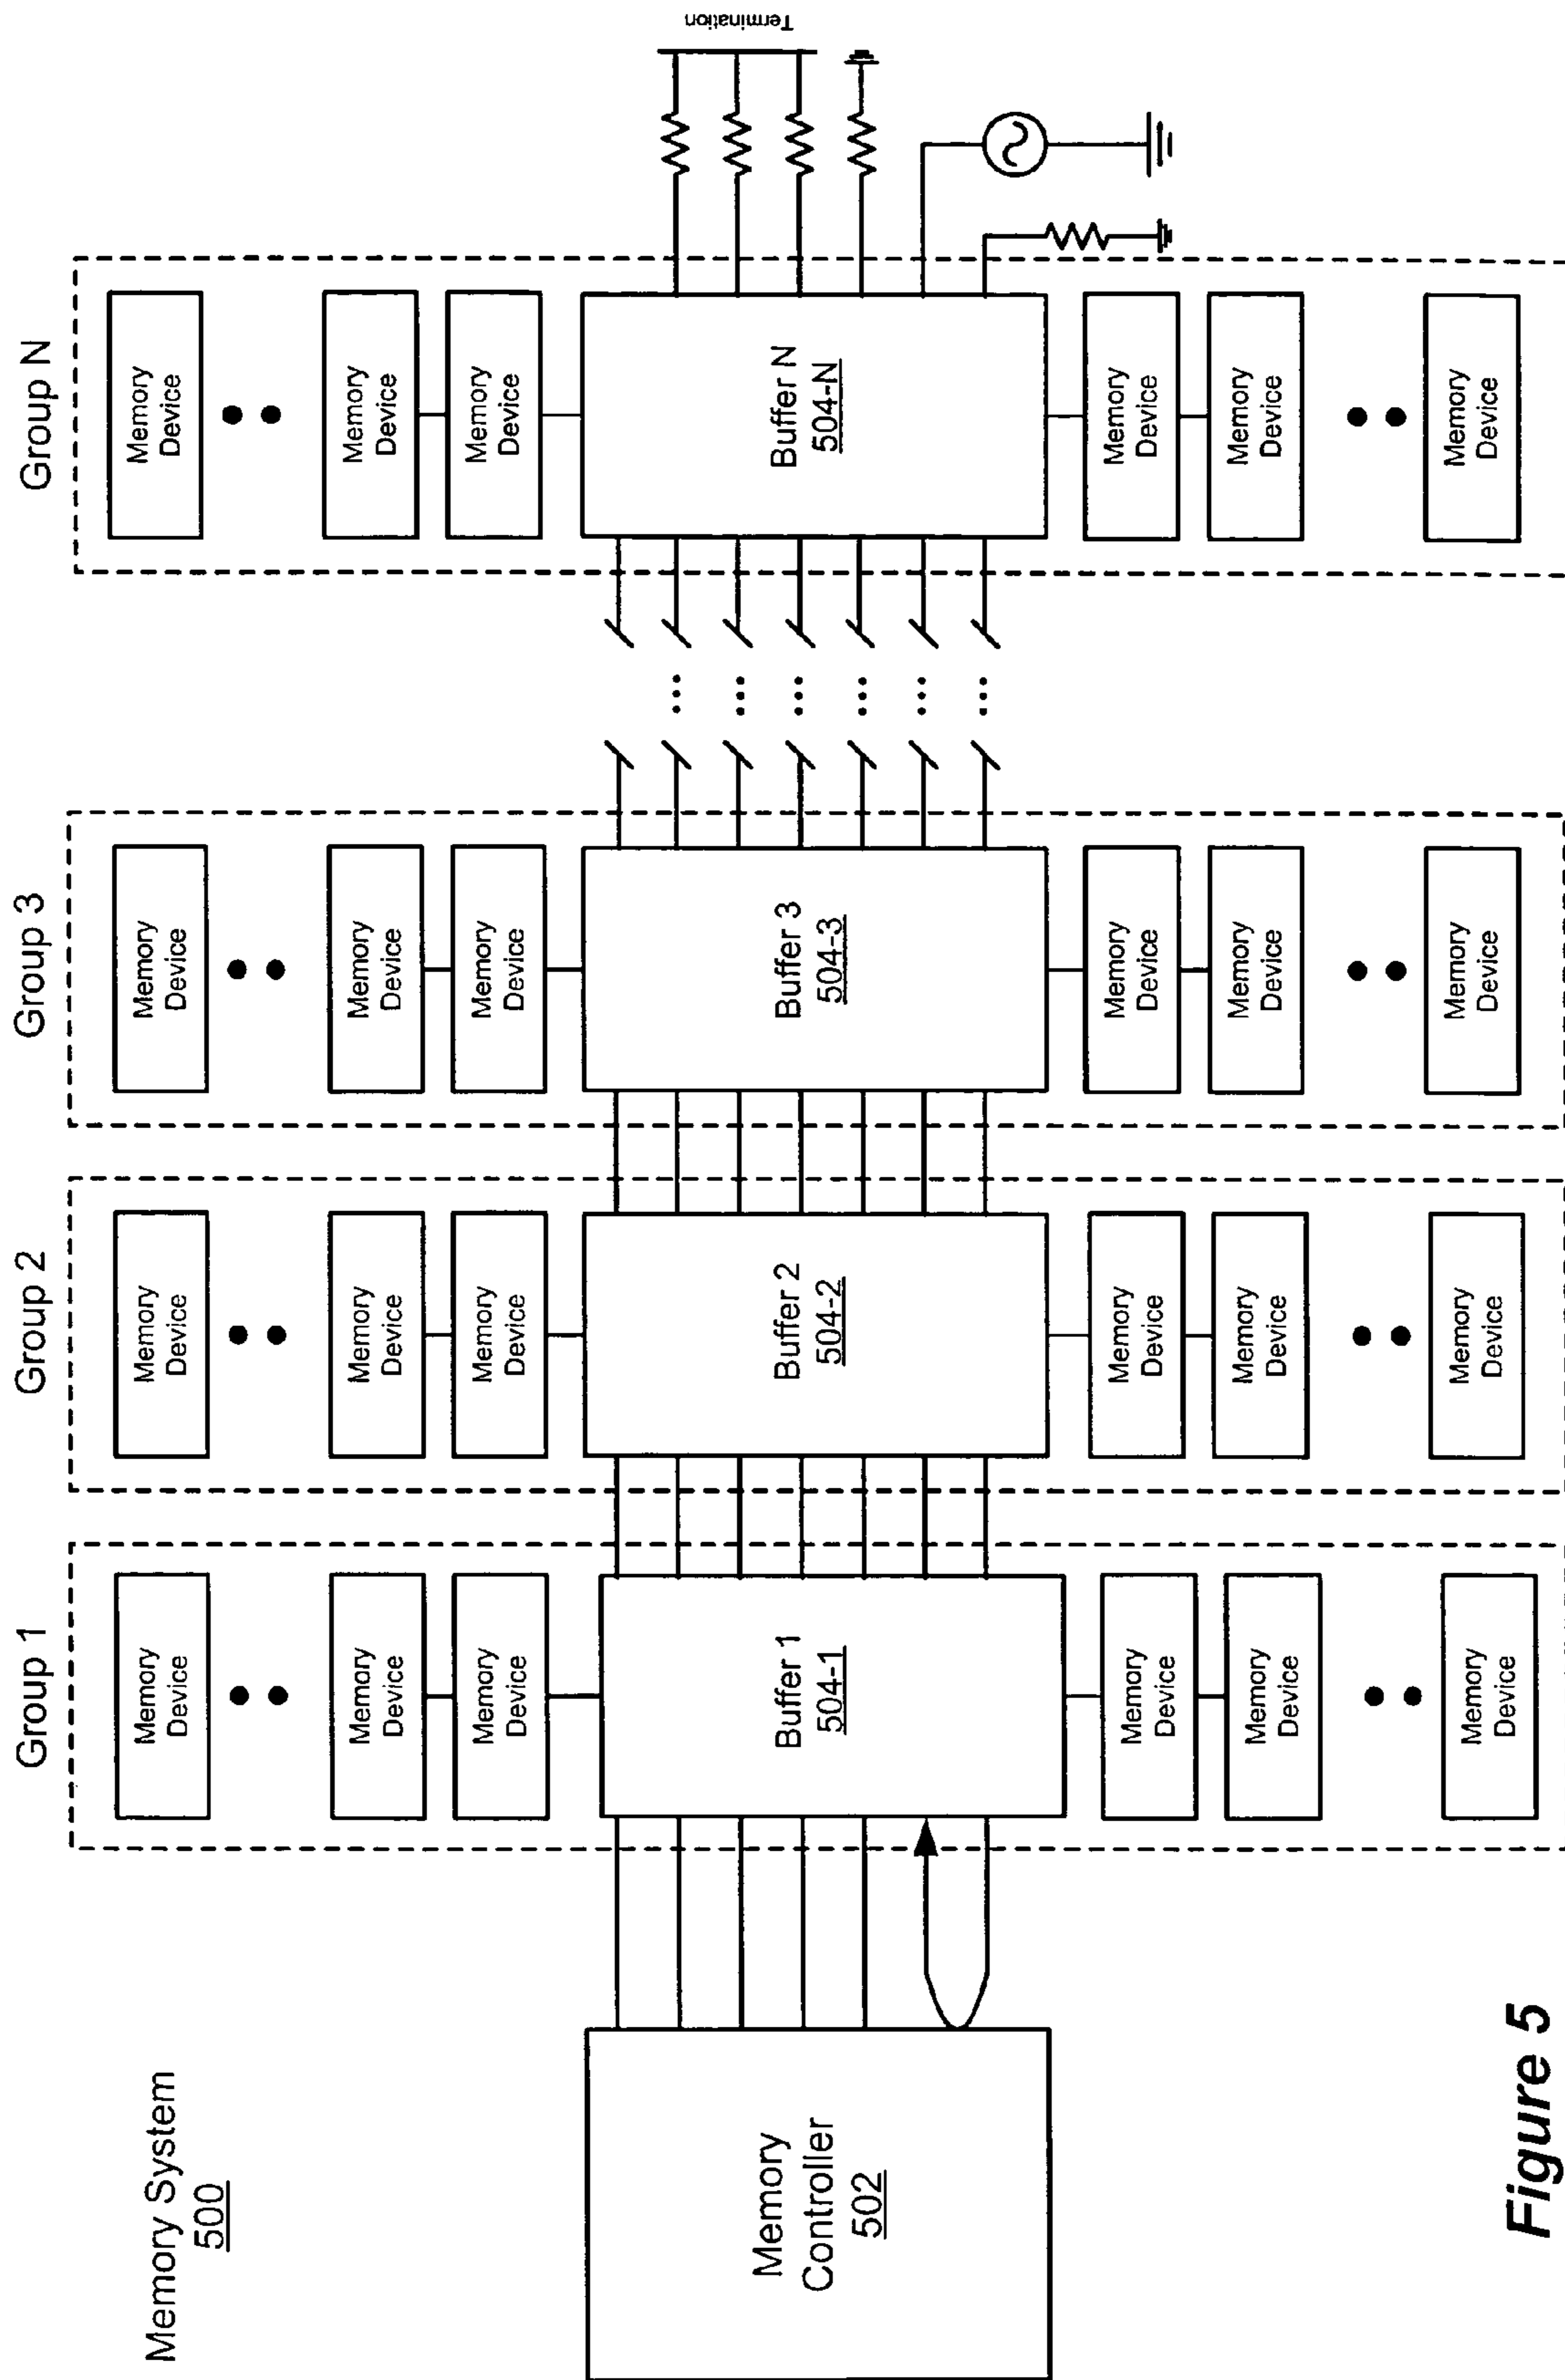 Memory System
500
Memory
Controller
502
Group 1
Memory
Device
Memory
Device
Memory
Device
Buffer 1
504-1
Memory
Device
Memory
Device
Memory
Device
Group 2
Memory
Device
Memory
Device
Memory
Device
Buffer 2
504-2
Memory
Device
Memory
Device
Memory
Device
Group 3
Memory
Device
Memory
Device
Memory
Device
Buffer 3
504-3
Memory
Device
Memory
Device
Memory
Device
Group N
Memory
Device
Memory
Device
Memory
Device
Buffer N
504-N
Memory
Device
Memory
Device
Memory
Device
Termination
Figure 5